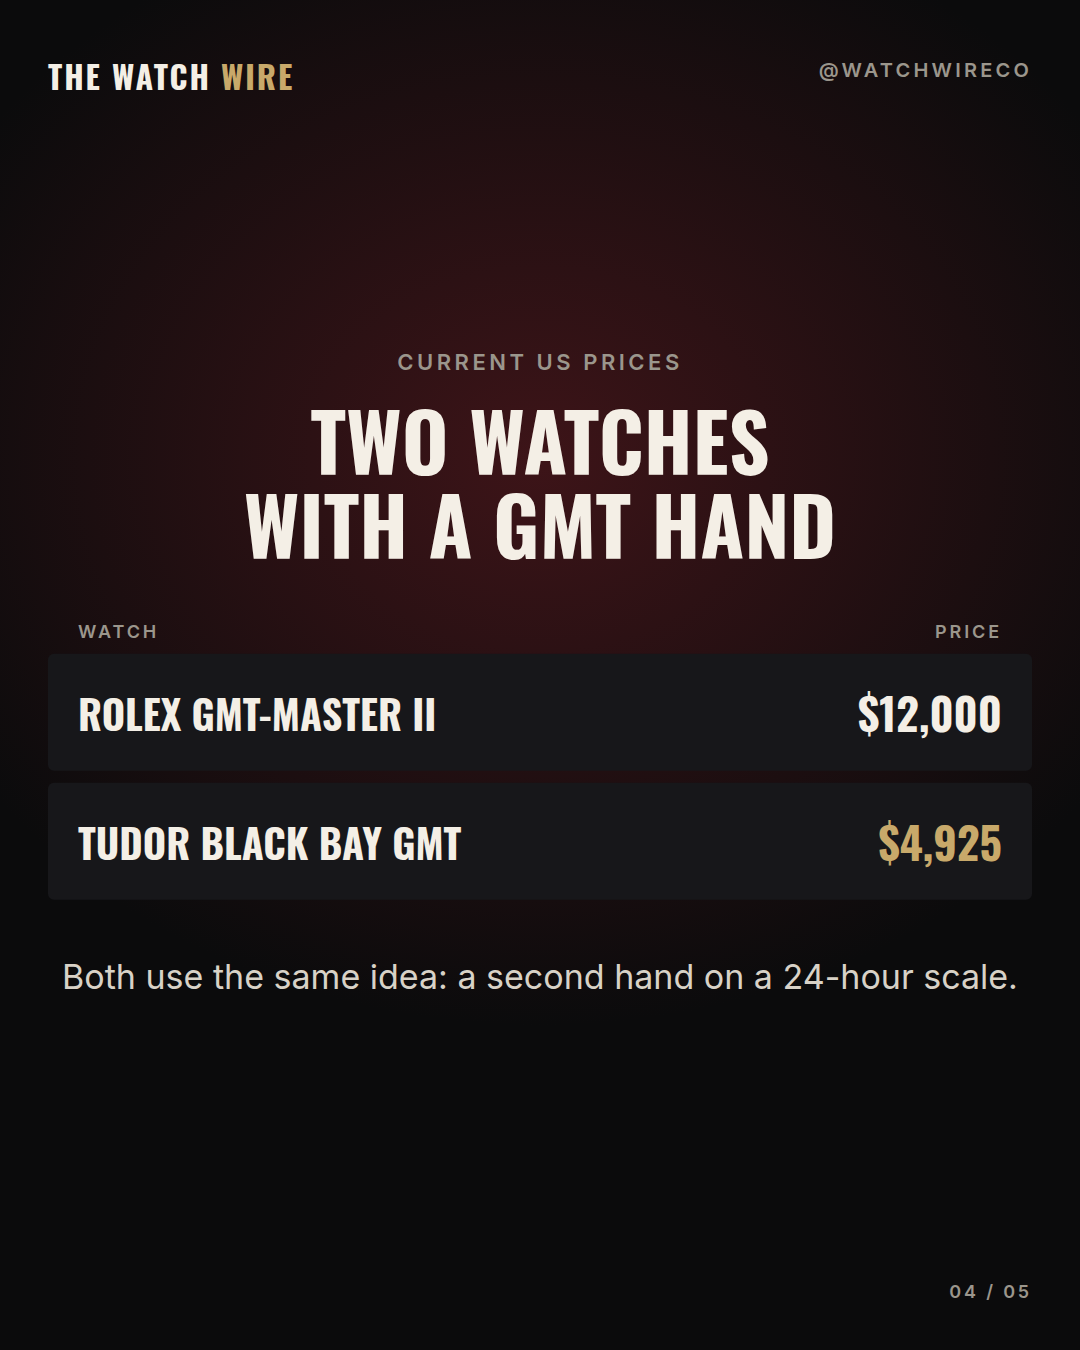 THE WATCH WIRE
@WATCHWIRECO
CURRENT US PRICES
TWO WATCHES
WITH A GMT HAND
WATCH PRICE
ROLEX GMT-MASTER II $12,000
TUDOR BLACK BAY GMT $4,925
Both use the same idea: a second hand on a 24-hour scale.
04 / 05